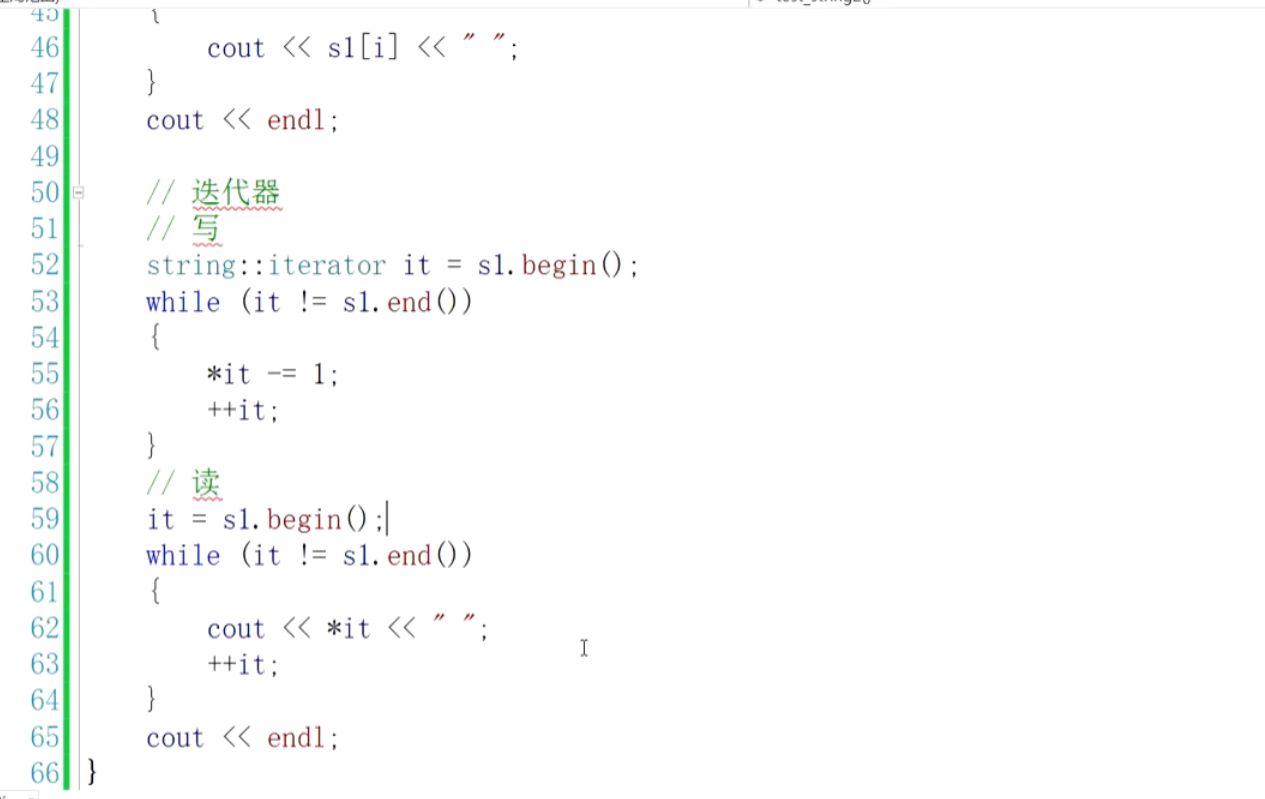 45 {
46 cout << s1[i] << " ";
47 }
48 cout << endl;
49
50 // 迭代器
51 // 写
52 string::iterator it = s1.begin();
53 while (it != s1.end())
54 {
55 *it -= 1;
56 ++it;
57 }
58 // 读
59 it = s1.begin();
60 while (it != s1.end())
61 {
62 cout << *it << " ";
63 ++it;
64 }
65 cout << endl;
66 }